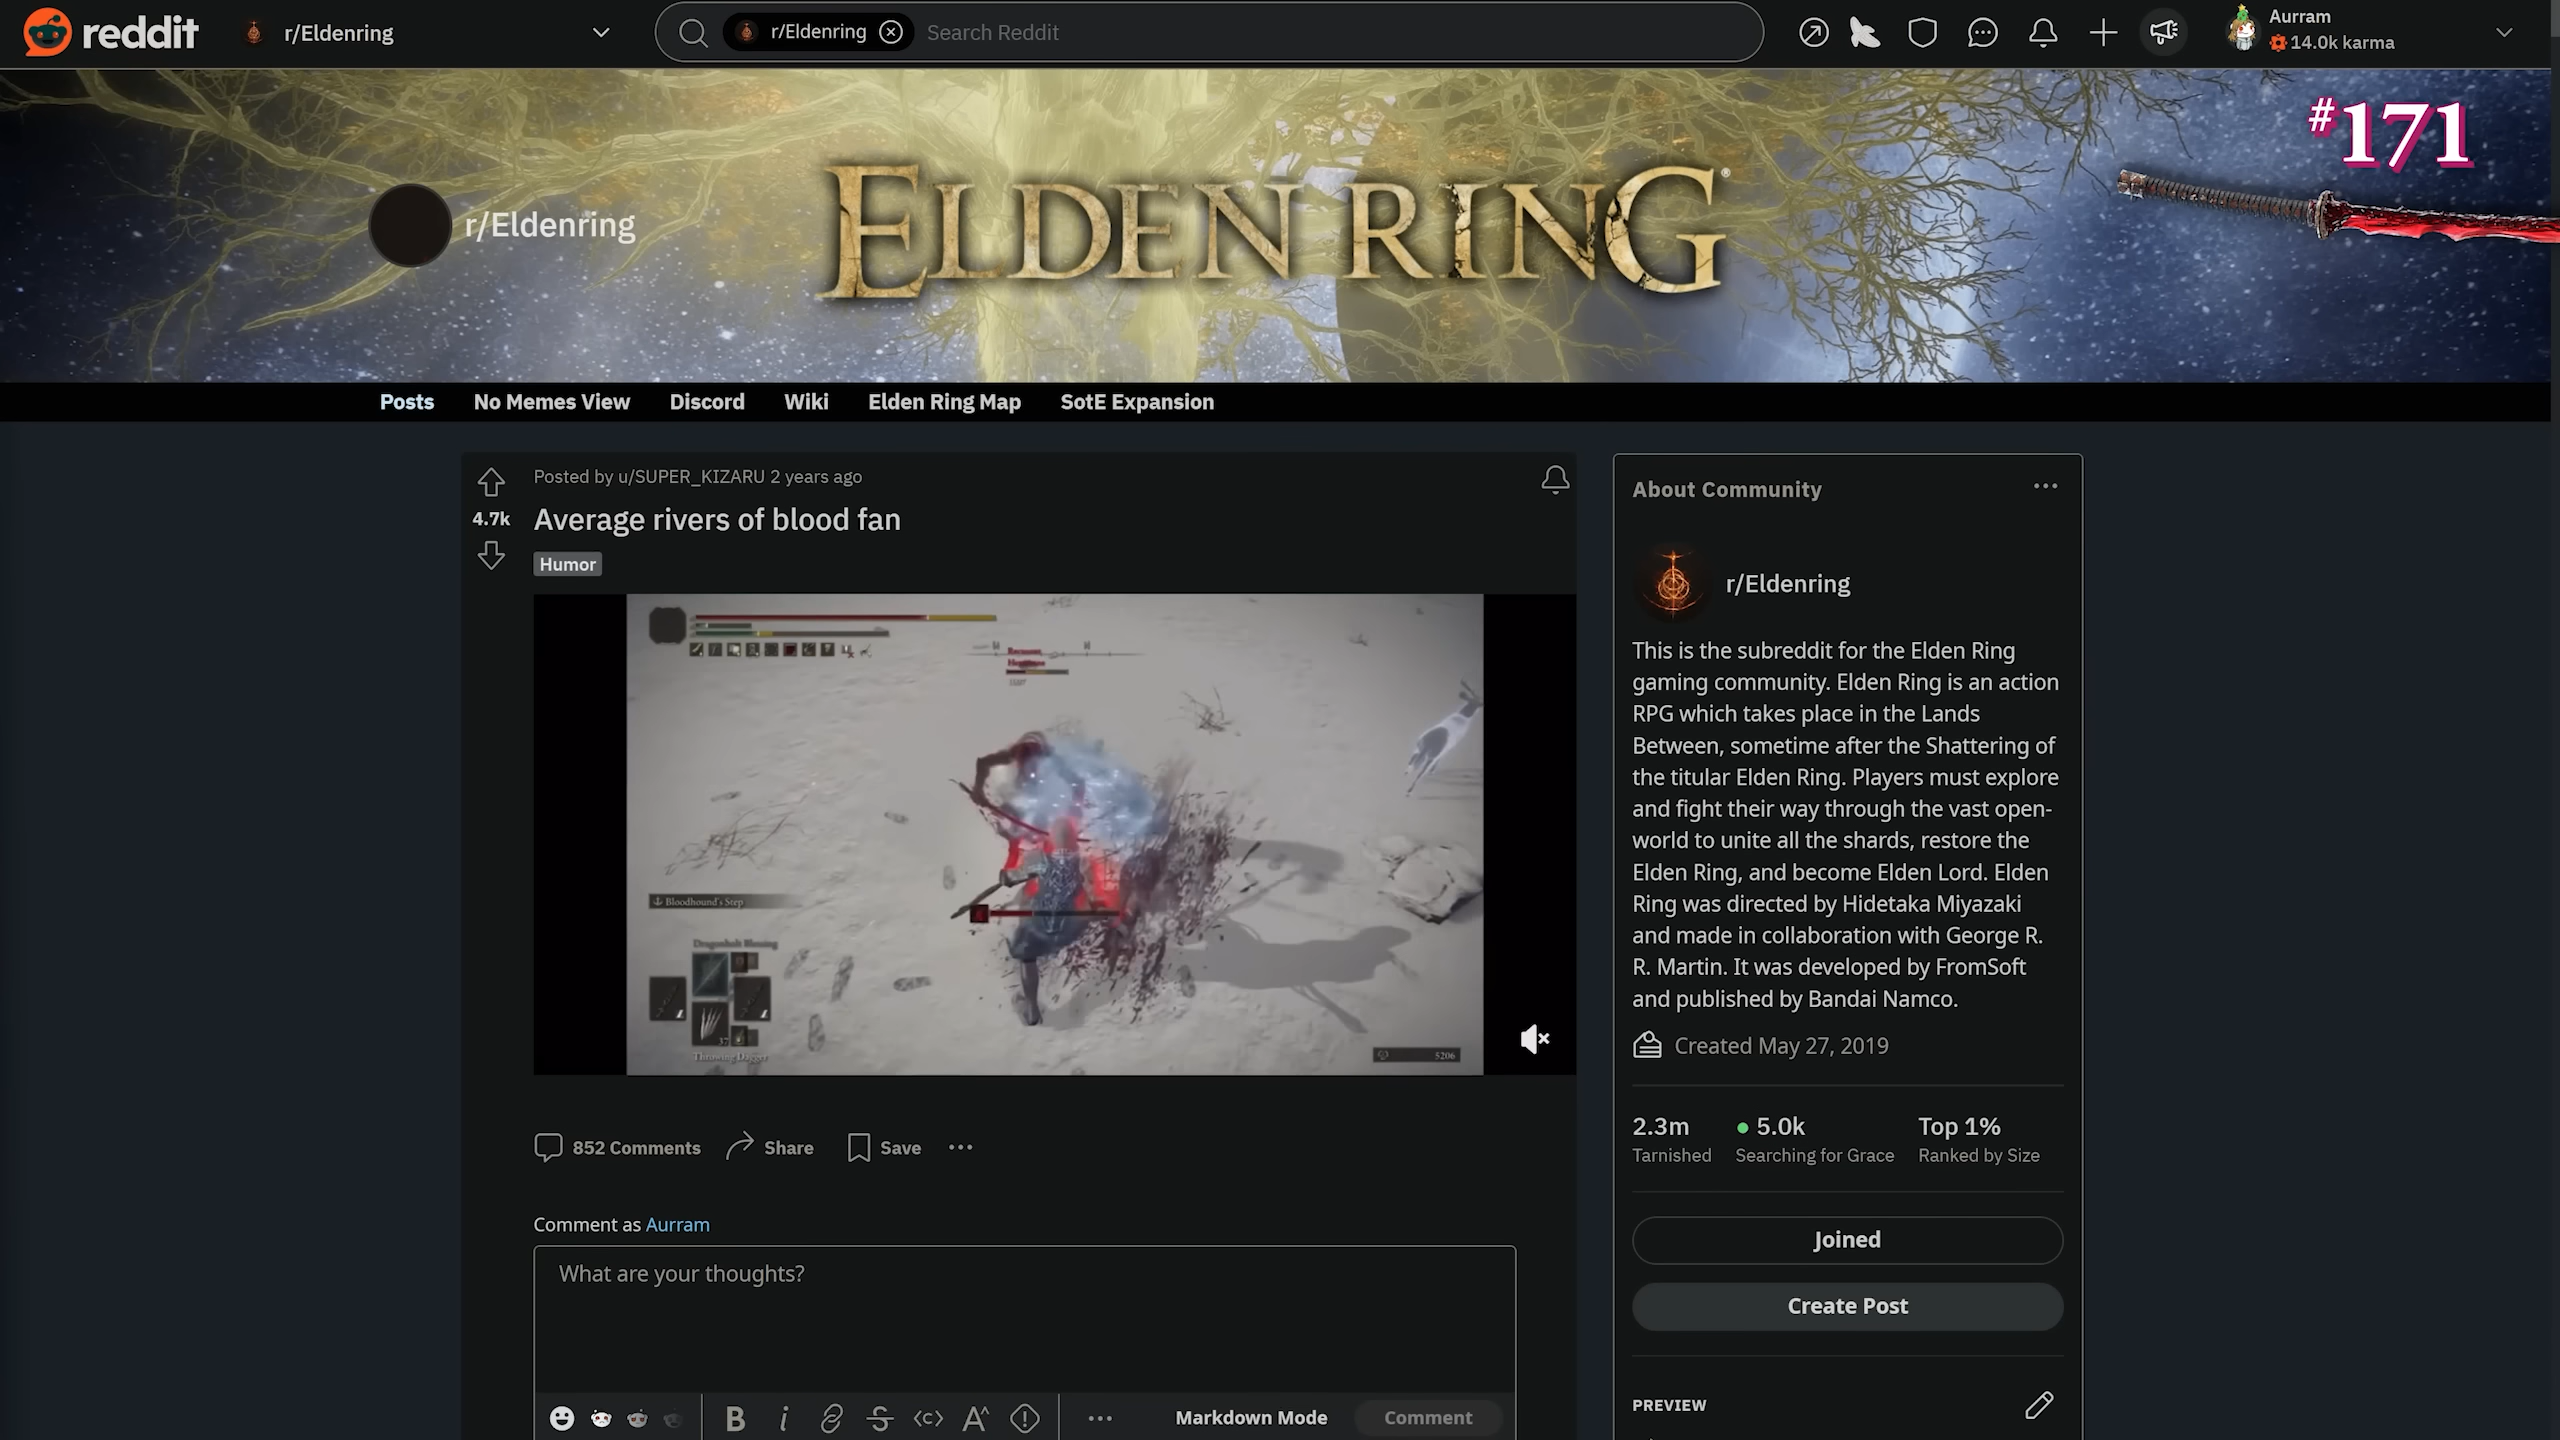 reddit
r/Eldenring
r/Eldenring
Search Reddit
Aurram
14.0k karma
#171
ELDEN RING
r/Eldenring
Posts
No Memes View
Discord
Wiki
Elden Ring Map
SotE Expansion
Posted by u/SUPER_KIZARU 2 years ago
4.7k
Average rivers of blood fan
Humor
Bloodhound's Step
Dragonbolt Blessing
37
Throwing Dagger
5206
852 Comments
Share
Save
Comment as Aurram
What are your thoughts?
Markdown Mode
Comment
About Community
r/Eldenring
This is the subreddit for the Elden Ring
gaming community. Elden Ring is an action
RPG which takes place in the Lands
Between, sometime after the Shattering of
the titular Elden Ring. Players must explore
and fight their way through the vast open-
world to unite all the shards, restore the
Elden Ring, and become Elden Lord. Elden
Ring was directed by Hidetaka Miyazaki
and made in collaboration with George R.
R. Martin. It was developed by FromSoft
and published by Bandai Namco.
Created May 27, 2019
2.3m
Tarnished
5.0k
Searching for Grace
Top 1%
Ranked by Size
Joined
Create Post
PREVIEW